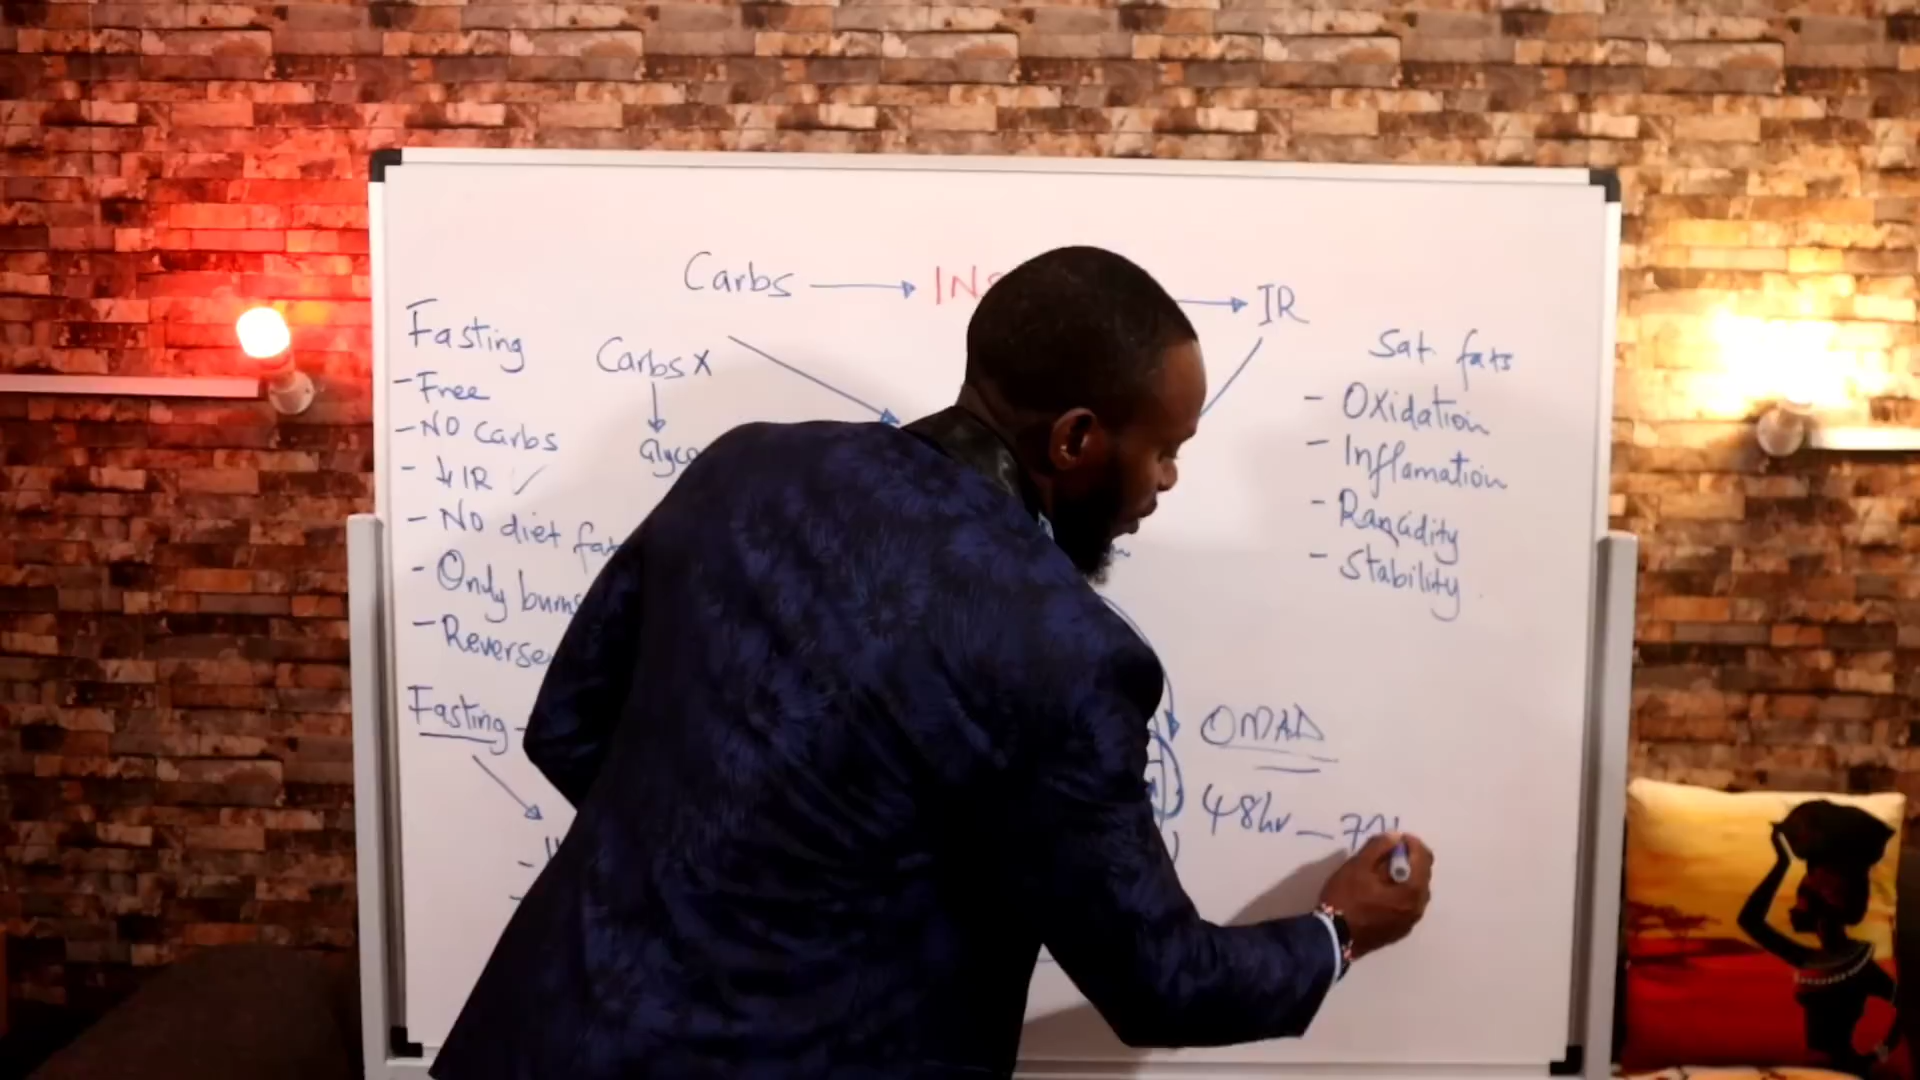 Carbs → INS → IR
Fasting
- Free
- NO Carbs
- ↓ IR ✓
- NO diet fat
- Only burns
- Reverse
Fasting -
Carbs X
↓
Glyco
Sat. fats
- Oxidation
- Inflamation
- Rancidity
- Stability
OMAD
48hr - 72h